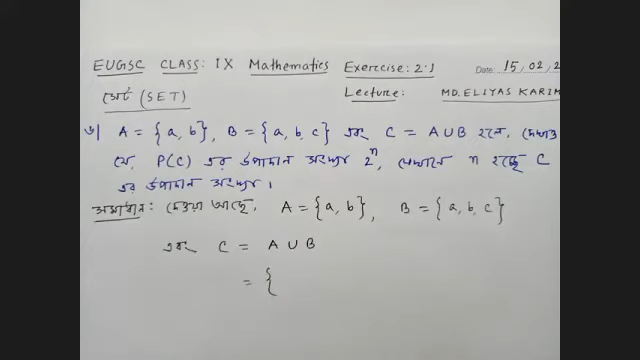 EUGSC CLASS: IX Mathematics Exercise: 2.1 Date: 15, 02, 2
সেট (SET) Lecture: MD. ELIYAS KARIM
৩| A = {a, b}, B = {a, b, c} এবং C = A∪B হলে, দেখাও
যে, P(C) এর উপাদান সংখ্যা 2ⁿ, যেখানে n হচ্ছে C
এর উপাদান সংখ্যা।
সমাধান: দেওয়া আছে, A = {a, b}, B = {a, b, c}
এবং C = A ∪ B
= {